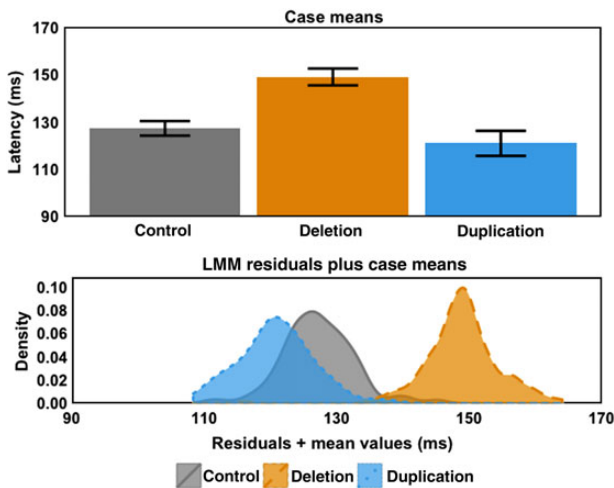 Case means
Latency (ms)
170
150
130
110
90
Control Deletion Duplication
LMM residuals plus case means
Density
0.10
0.08
0.06
0.04
0.02
0.00
90 110 130 150 170
Residuals + mean values (ms)
Control Deletion Duplication